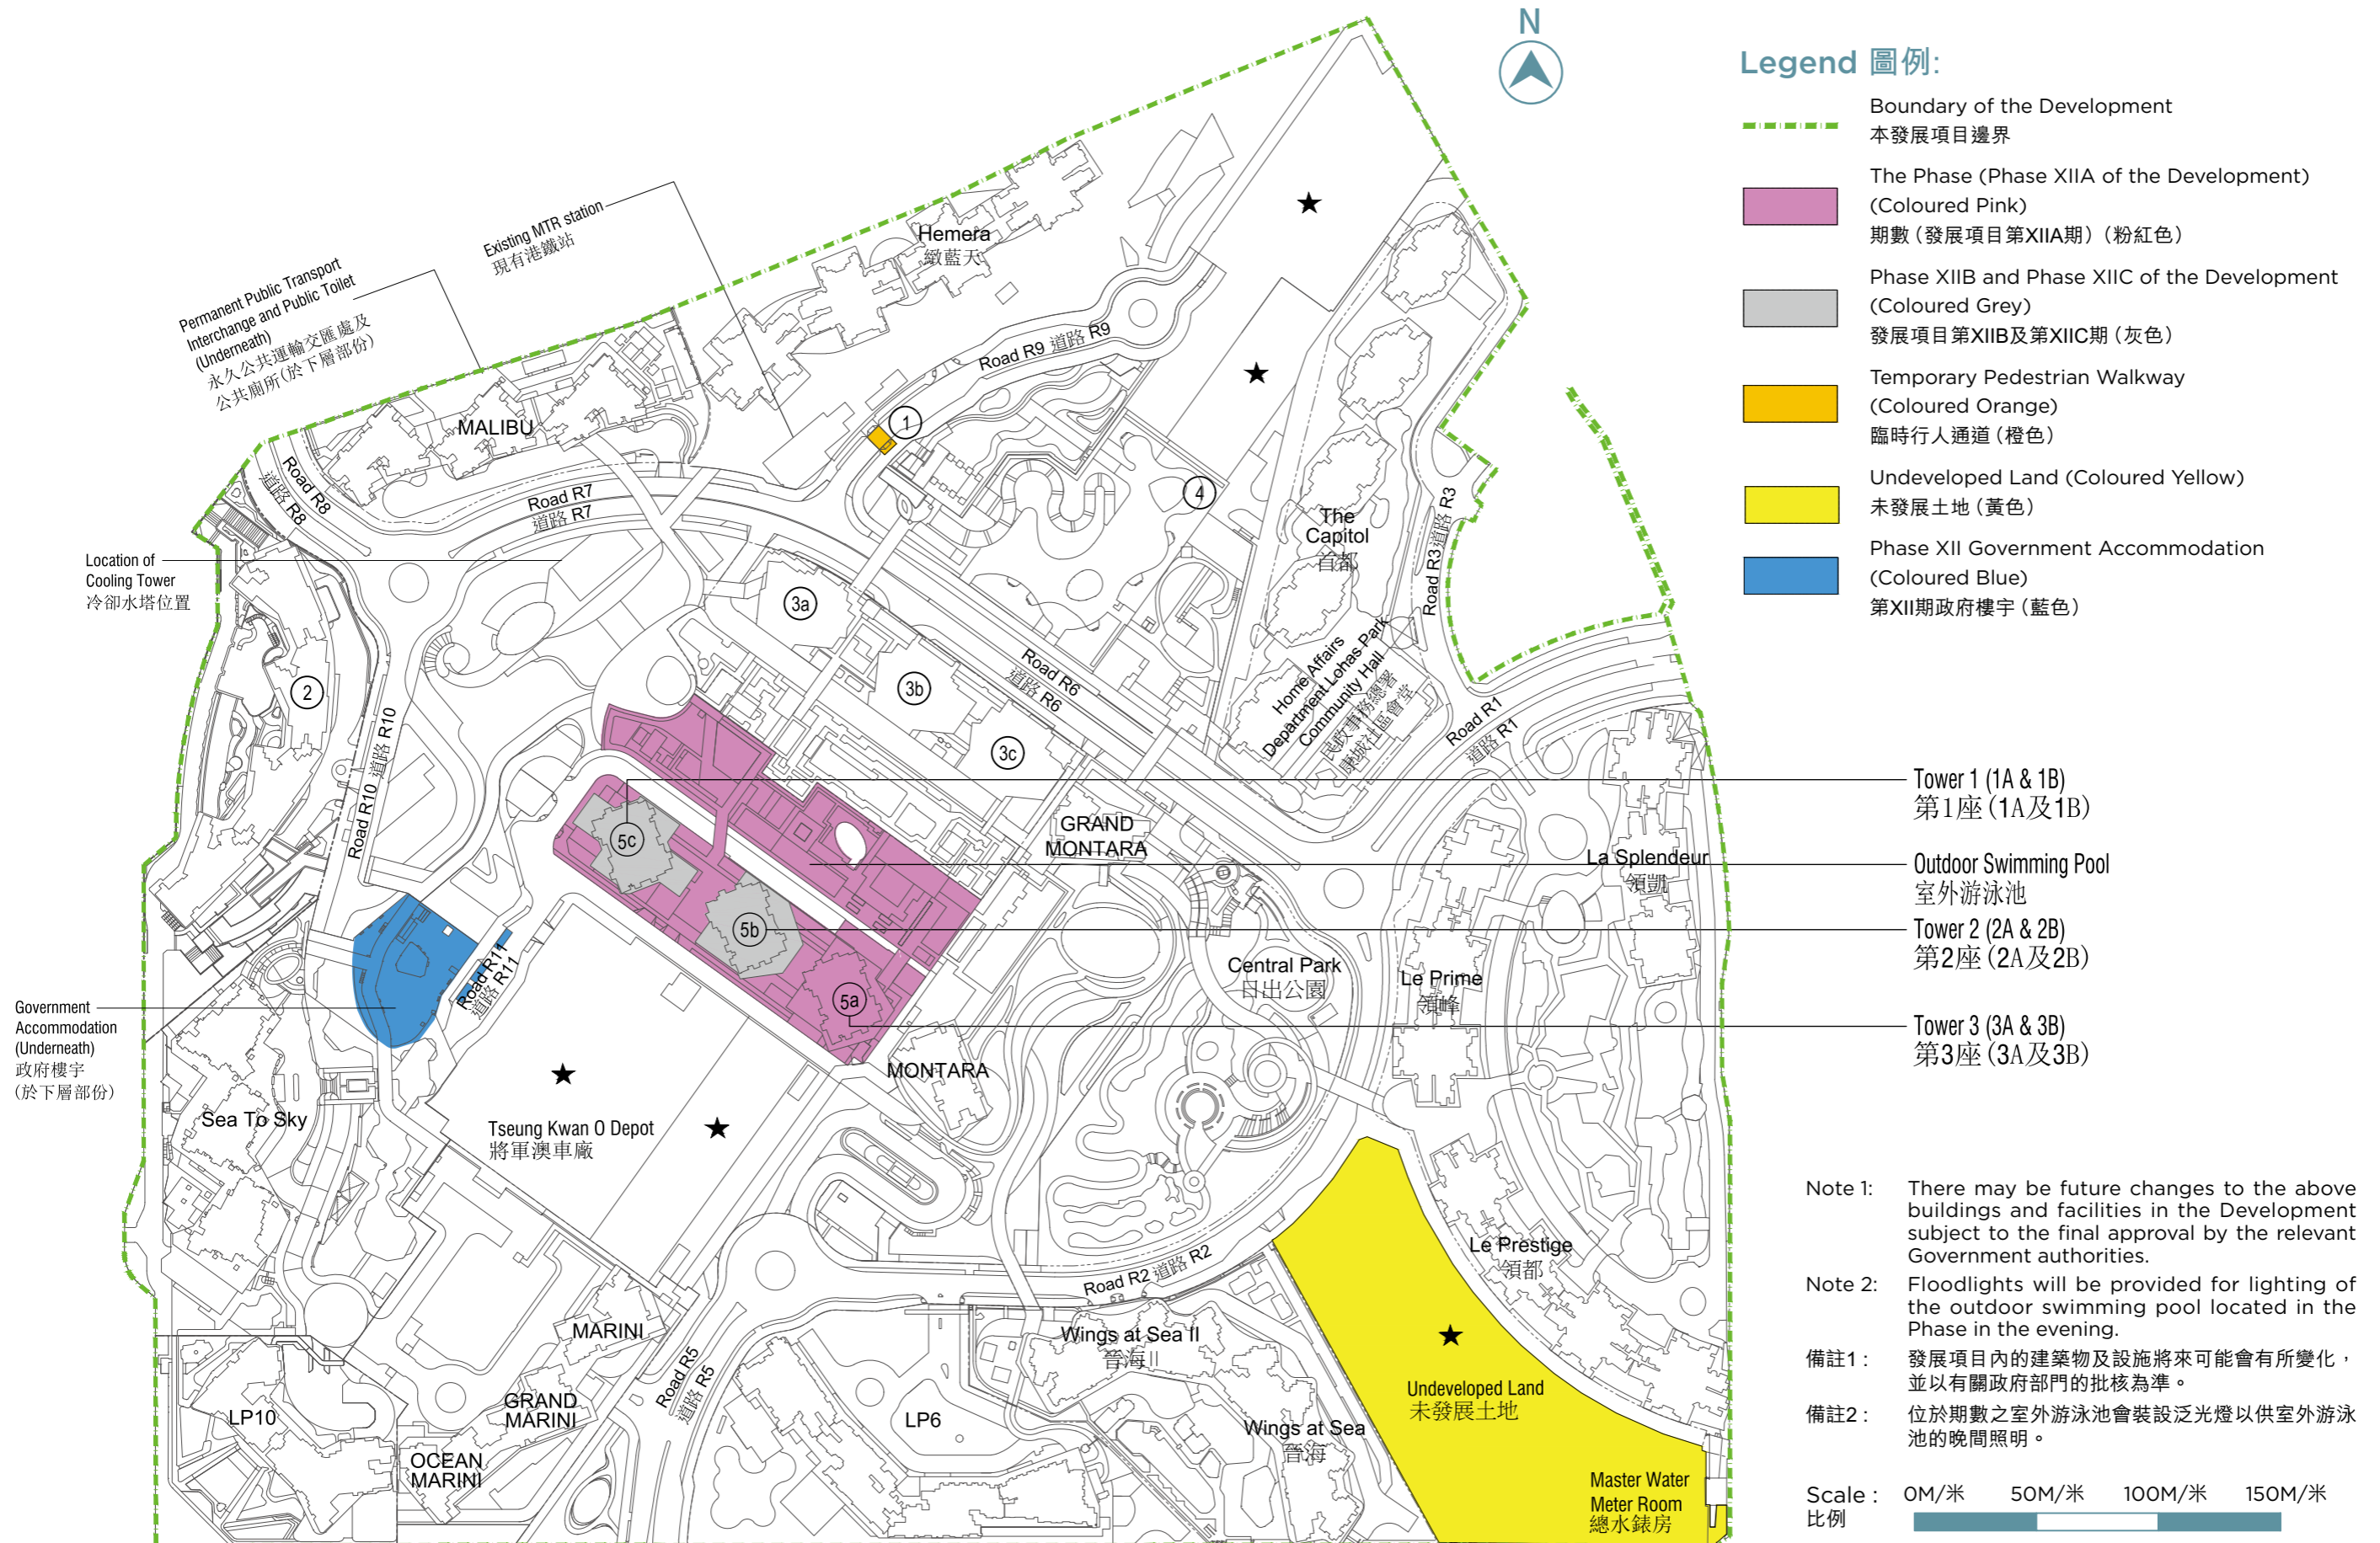 N
Legend 圖例:
Boundary of the Development
本發展項目邊界
The Phase (Phase XIIA of the Development)
(Coloured Pink)
期數（發展項目第XIIA期）（粉紅色）
Phase XIIB and Phase XIIC of the Development
(Coloured Grey)
發展項目第XIIB及第XIIC期（灰色）
Temporary Pedestrian Walkway
(Coloured Orange)
臨時行人通道（橙色）
Undeveloped Land (Coloured Yellow)
未發展土地（黃色）
Phase XII Government Accommodation
(Coloured Blue)
第XII期政府樓宇（藍色）
Permanent Public Transport
Interchange and Public Toilet
(Underneath)
永久公共運輸交匯處及
公共廁所(於下層部份)
Existing MTR station
現有港鐵站
Hemera
緻藍天
Road R9 道路 R9
MALIBU
1
4
Road R8
道路 R8
Road R7
道路 R7
Location of
Cooling Tower
冷卻水塔位置
The
Capitol
首都
Road R3 道路 R3
3a
3b
3c
2
Road R6
道路 R6
Home Affairs
Department Lohas Park
Community Hall
民政事務總署
康城社區會堂
Road R1
道路 R1
Road R10 道路 R10
5c
5b
5a
GRAND
MONTARA
La Splendeur
領凱
Tower 1 (1A & 1B)
第1座（1A及1B）
Outdoor Swimming Pool
室外游泳池
Tower 2 (2A & 2B)
第2座（2A及2B）
Tower 3 (3A & 3B)
第3座（3A及3B）
Central Park
日出公園
Le Prime
領峰
Road R11
道路 R11
Government
Accommodation
(Underneath)
政府樓宇
(於下層部份)
MONTARA
Sea To Sky
Tseung Kwan O Depot
將軍澳車廠
Road R2 道路 R2
Le Prestige
領都
MARINI
Wings at Sea II
晉海II
Road R5
道路 R5
GRAND
MARINI
LP10
LP6
Undeveloped Land
未發展土地
Wings at Sea
晉海
OCEAN
MARINI
Master Water
Meter Room
總水錶房
Note 1: There may be future changes to the above
buildings and facilities in the Development
subject to the final approval by the relevant
Government authorities.
Note 2: Floodlights will be provided for lighting of
the outdoor swimming pool located in the
Phase in the evening.
備註1： 發展項目內的建築物及設施將來可能會有所變化，
並以有關政府部門的批核為準。
備註2： 位於期數之室外游泳池會裝設泛光燈以供室外游泳
池的晚間照明。
Scale : 0M/米 50M/米 100M/米 150M/米
比例